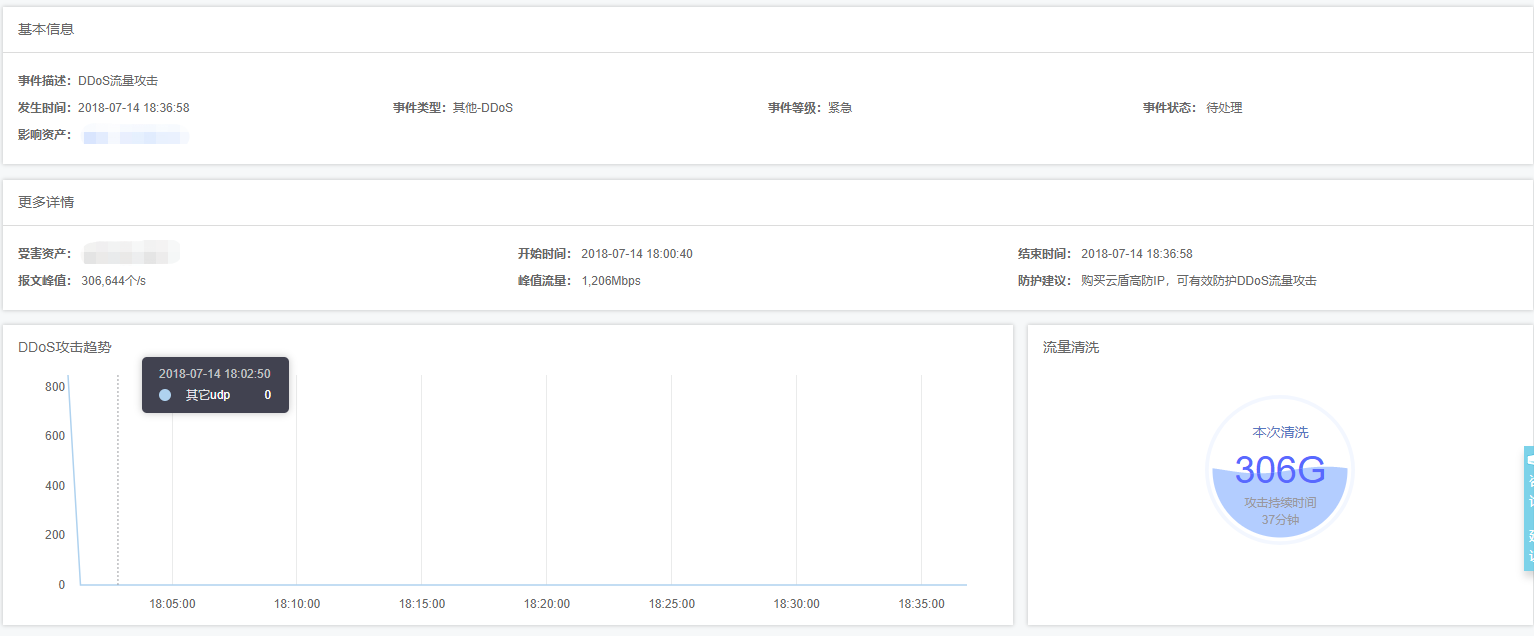 基本信息
事件描述： DDoS流量攻击
发生时间： 2018-07-14 18:36:58 事件类型： 其他-DDoS 事件等级： 紧急 事件状态： 待处理
影响资产：
更多详情
受害资产： 开始时间： 2018-07-14 18:00:40 结束时间： 2018-07-14 18:36:58
报文峰值： 306,644个/s 峰值流量： 1,206Mbps 防护建议： 购买云盾高防IP，可有效防护DDoS流量攻击
DDoS攻击趋势
2018-07-14 18:02:50
其它udp 0
800
600
400
200
0
18:05:00 18:10:00 18:15:00 18:20:00 18:25:00 18:30:00 18:35:00
流量清洗
本次清洗
306G
攻击持续时间
37分钟